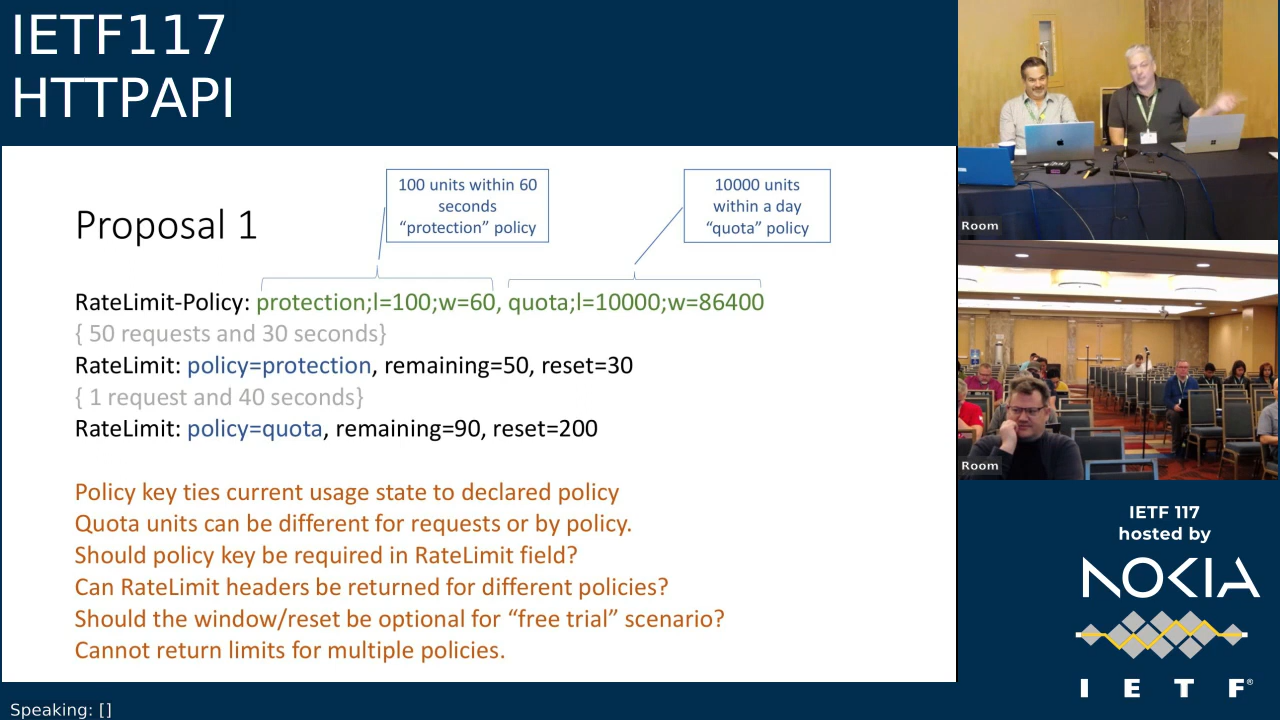 IETF117
HTTPAPI
100 units within 60
seconds
“protection” policy
10000 units
within a day
“quota” policy
Proposal 1
RateLimit-Policy: protection;l=100;w=60, quota;l=10000;w=86400
{ 50 requests and 30 seconds}
RateLimit: policy=protection, remaining=50, reset=30
{ 1 request and 40 seconds}
RateLimit: policy=quota, remaining=90, reset=200
Policy key ties current usage state to declared policy
Quota units can be different for requests or by policy.
Should policy key be required in RateLimit field?
Can RateLimit headers be returned for different policies?
Should the window/reset be optional for “free trial” scenario?
Cannot return limits for multiple policies.
Speaking: []
Room
Room
IETF 117
hosted by
NOKIA
I E T F®